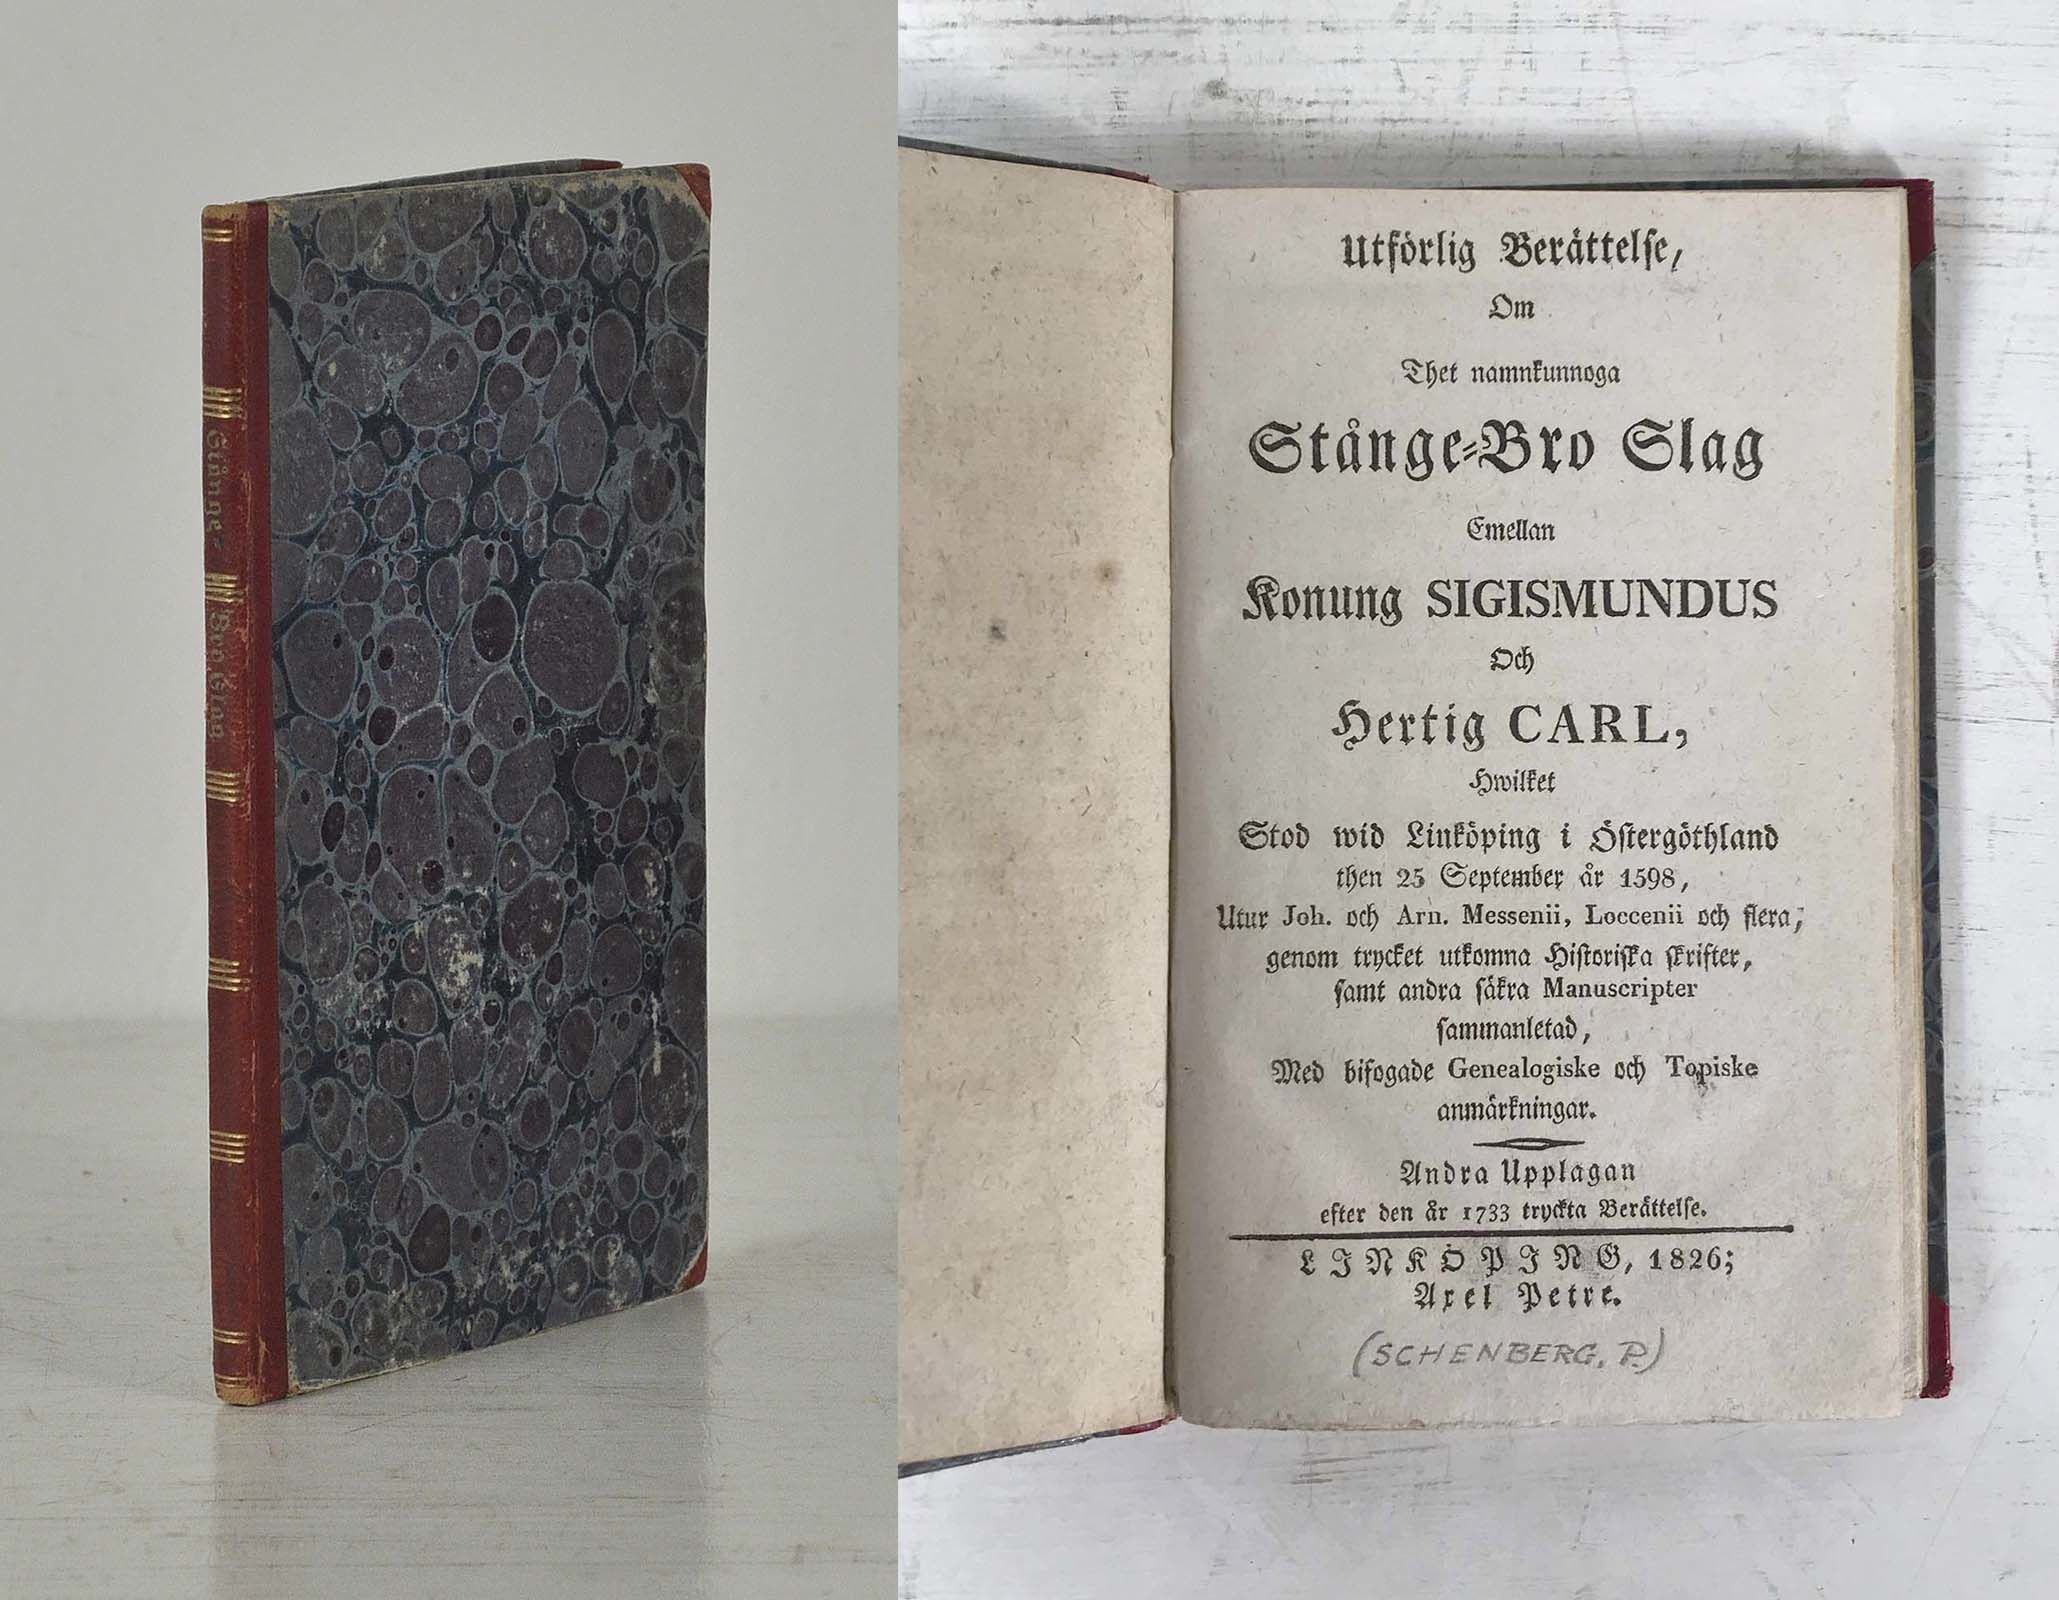 Stånge-
Bro Slag
Utförlig Berättelse,
Om
Thet namnkunnoga
Stånge-Bro Slag
Emellan
Konung SIGISMUNDUS
Och
Hertig CARL,
Hwilket
Stod wid Linköping i Östergöthland
then 25 September år 1598,
Utur Joh. och Arn. Messenii, Loccenii och flera,
genom trycket utkomna Historiska skrifter,
samt andra säkra Manuscripter
sammanletad,
Med bifogade Genealogiske och Topiske
anmärkningar.
Andra Upplagan
efter den år 1733 tryckta Berättelse.
LINKÖPING, 1826;
Axel Petre.
(SCHENBERG, P.)